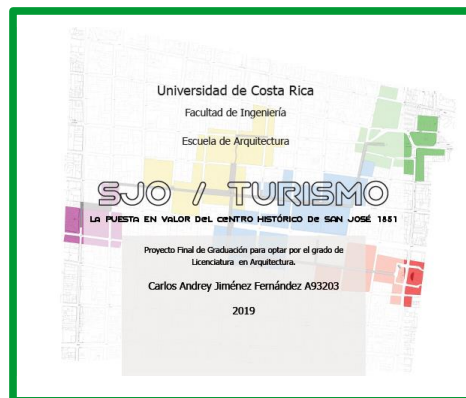 Universidad de Costa Rica
Facultad de Ingeniería
Escuela de Arquitectura
SJO / TURISMO
LA PUESTA EN VALOR DEL CENTRO HISTÓRICO DE SAN JOSÉ 1851
Proyecto Final de Graduación para optar por el grado de
Licenciatura en Arquitectura.
Carlos Andrey Jiménez Fernández A93203
2019